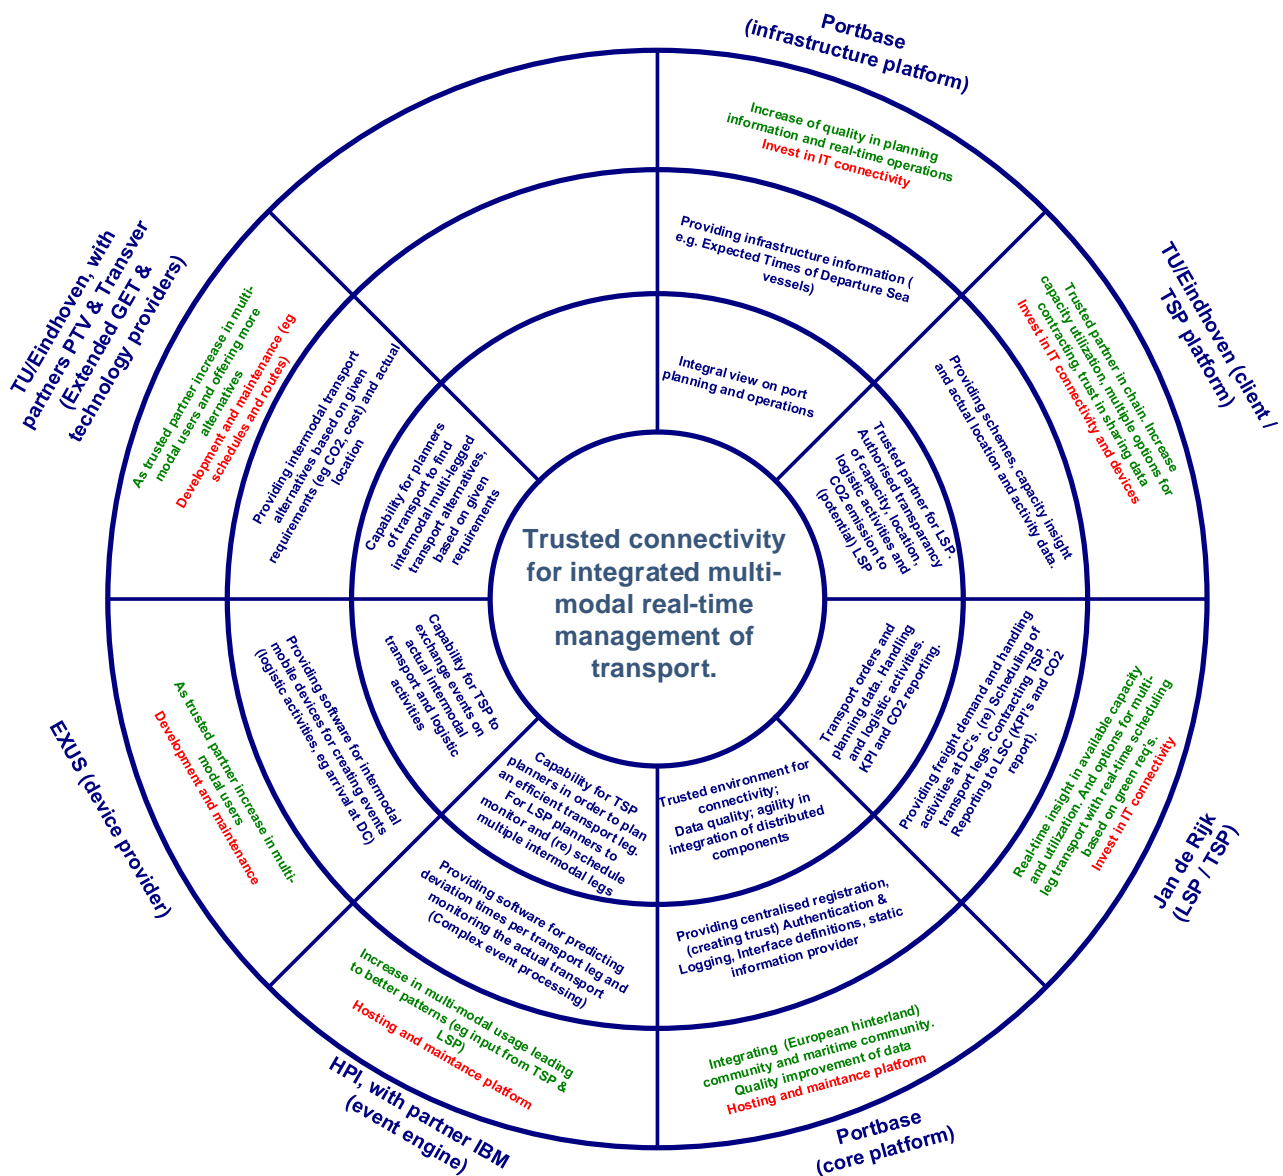 Portbase
(infrastructure platform)
Increase of quality in planning
information and real-time operations
Invest in IT connectivity
Providing infrastructure information (
e.g. Expected Times of Departure Sea
vessels)
Integral view on port
planning and operations
TU/Eindhoven (client /
TSP platform)
Trusted partner in chain. Increase
capacity utilization, multiple options for
contracting, trust in sharing data
Invest in IT connectivity and devices
Providing schemes, capacity insight
and actual location and activity data.
Trusted partner for LSP.
Authorised transparancy
of capacity, location,
logistic activities and
CO2 emission to
(potential) LSP
Jan de Rijk
(LSP / TSP)
Real-time insight in available capacity
and utilization. And options for multi-
leg transport with real-time scheduling
based on green req's.
Invest in IT connectivity
Providing freight demand and handling
activities at DC"s. (re) Scheduling of
transport legs. Contracting TSP,
Reporting to LSC (KPI's and CO2
report).
Transport orders and
planning data. Handling
and logistic activities.
KPI and CO2 reporting.
Portbase
(core platform)
Integrating  (European hinterland)
community and maritime community.
Quality improvement of data
Hosting and maintance platform
Providing centralised registration,
(creating trust) Authentication &
Logging, Interface definitions, static
information provider
Trusted environment for
connectivity;
Data quality; agility in
integration of distributed
components
HPI, with partner IBM
(event engine)
Increase in multi-modal usage leading
to better patterns (eg input from TSP &
LSP)
Hosting and maintance platform
Providing software for predicting
deviation times per transport leg and
monitoring the actual transport
(Complex event processing)
Capability for TSP
planners in order to plan
an efficient transport leg.
For LSP planners to
monitor and (re) schedule
multiple intermodal legs
EXUS (device provider)
As trusted partner increase in multi-
modal users
Development and maintenance
Providing software for intermodal
mobile devices for creating events
(logistic activities, eg arrival at DC)
Capability for TSP to
exchange events on
actual intermodal
transport and logistic
activities
TU/Eindhoven, with
partners PTV & Transver
(Extended GET &
technology providers)
As trusted partner increase in multi-
modal users and offering more
alternatives
Development and maintenance (eg
schedules and routes)
Providing intermodal transport
alternatives based on given
requirements (eg CO2, cost) and actual
location
Capability for planners
of transport to find
intermodal multi-legged
transport alternatives,
based on given
requirements
Trusted connectivity
for integrated multi-
modal real-time
management of
transport.